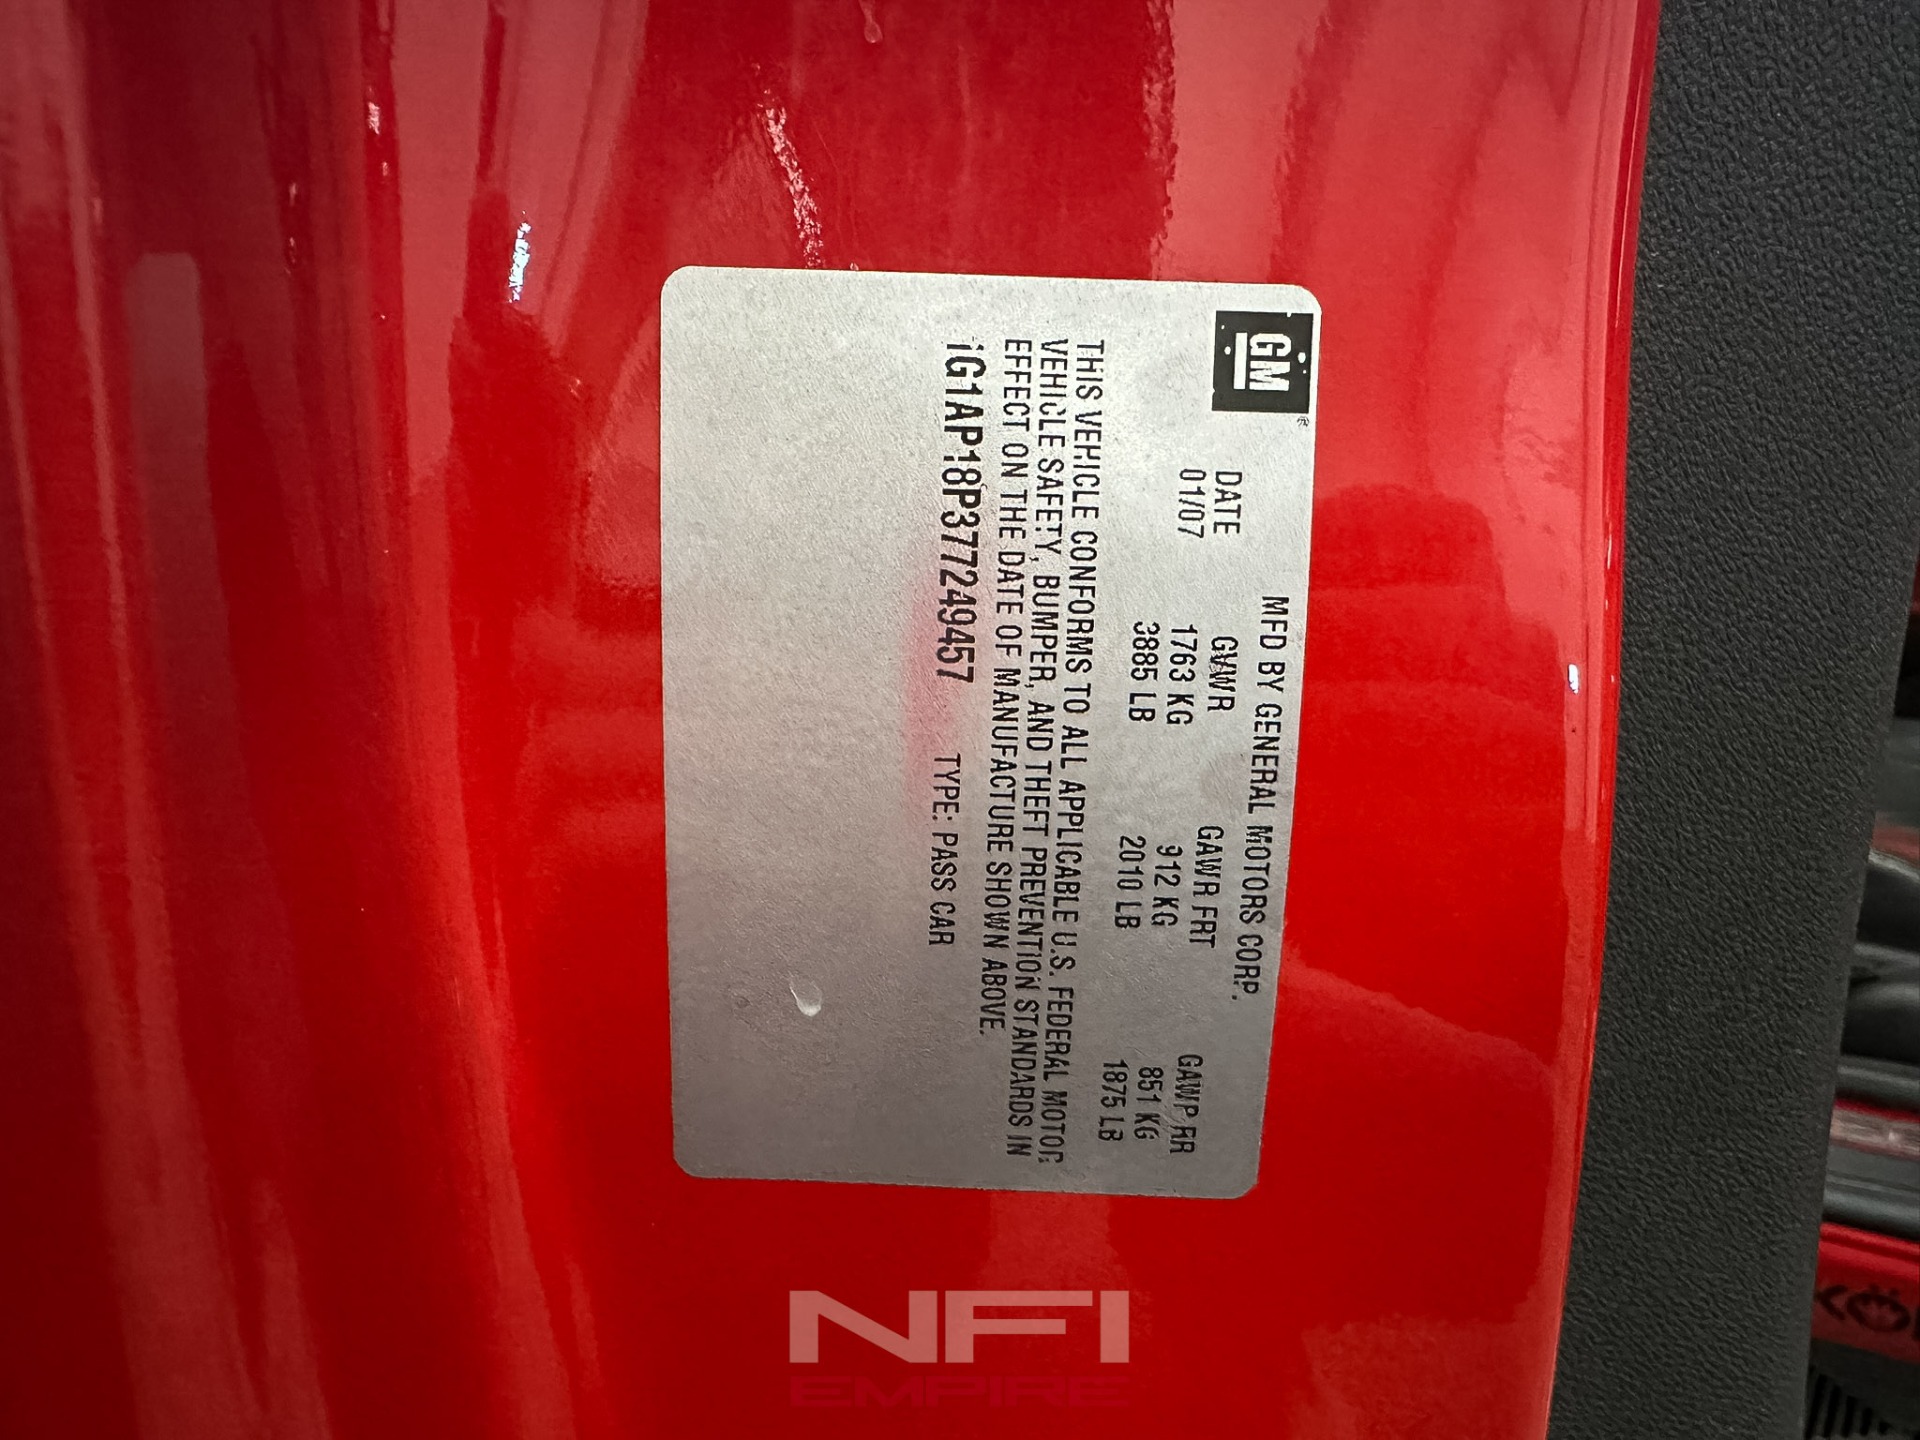 GM
MFD BY GENERAL MOTORS CORP.
DATE GVWR GAWR FRT GAWR RR
01/07 1763 KG 912 KG 851 KG
3885 LB 2010 LB 1875 LB
THIS VEHICLE CONFORMS TO ALL APPLICABLE U.S. FEDERAL MOTOR
VEHICLE SAFETY, BUMPER, AND THEFT PREVENTION STANDARDS IN
EFFECT ON THE DATE OF MANUFACTURE SHOWN ABOVE.
1G1AP18P377249457 TYPE: PASS CAR
NFI
EMPIRE